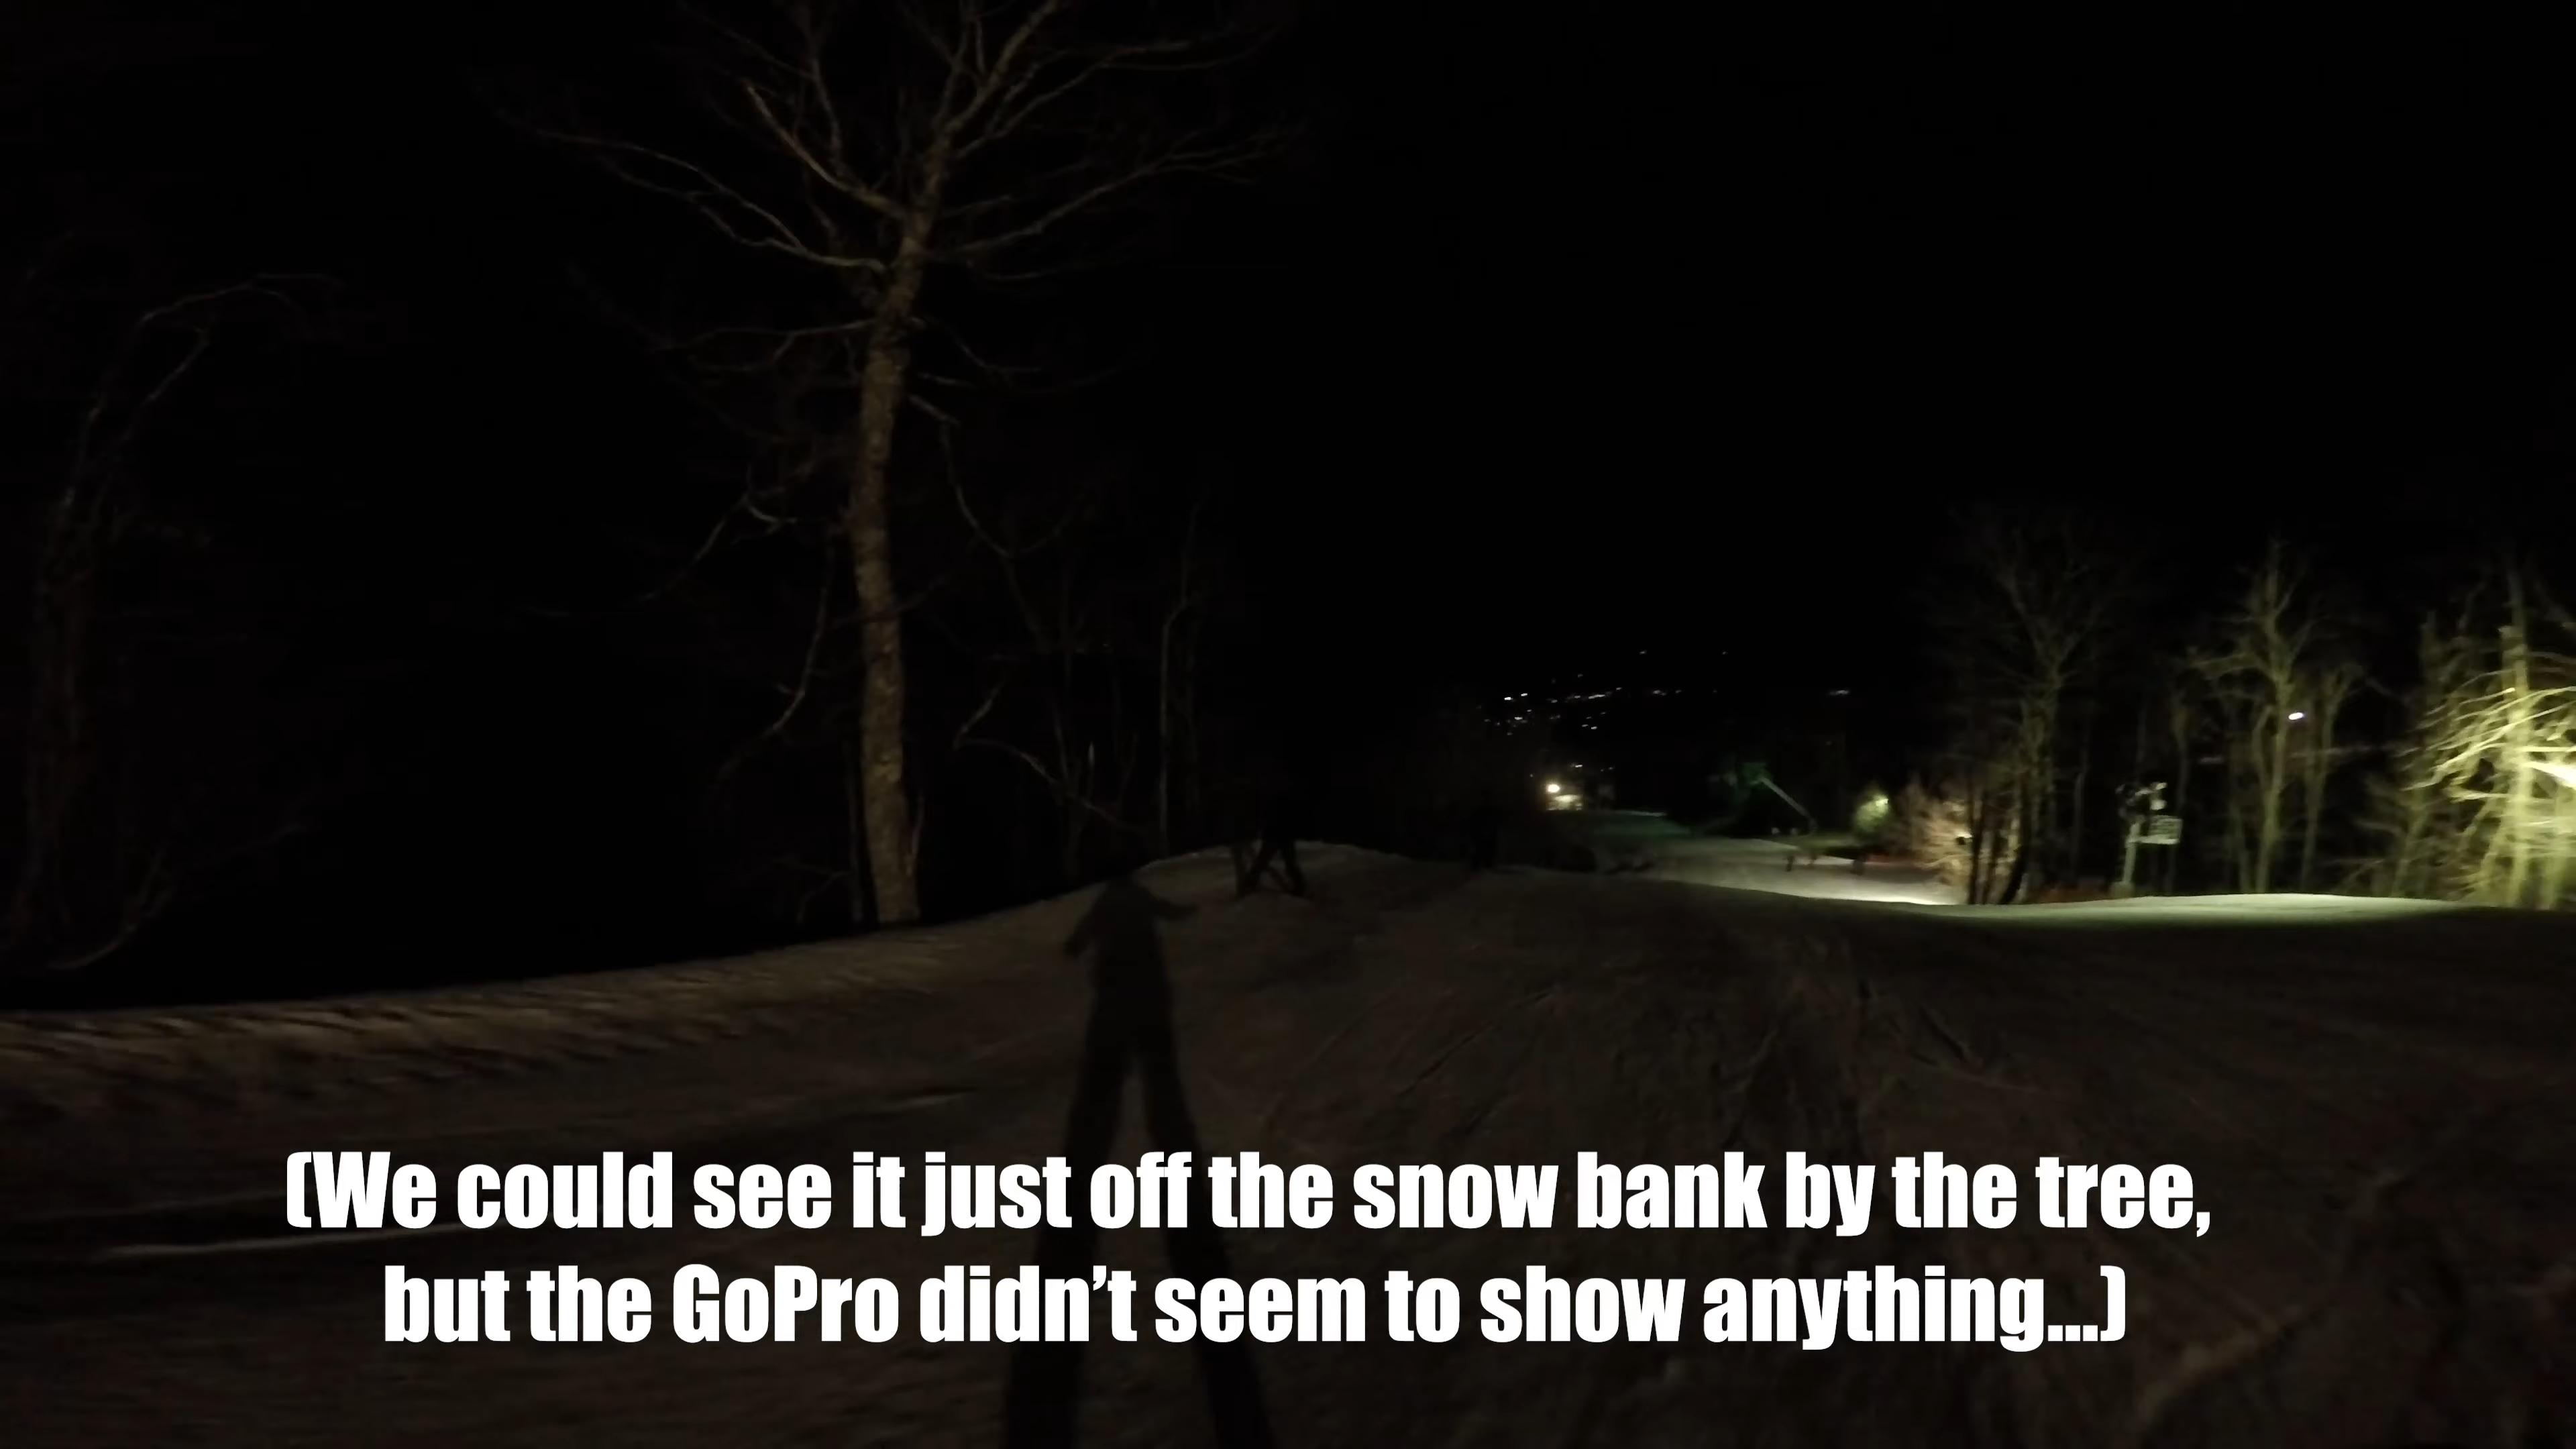 (We could see it just off the snow bank by the tree,
but the GoPro didn’t seem to show anything...)